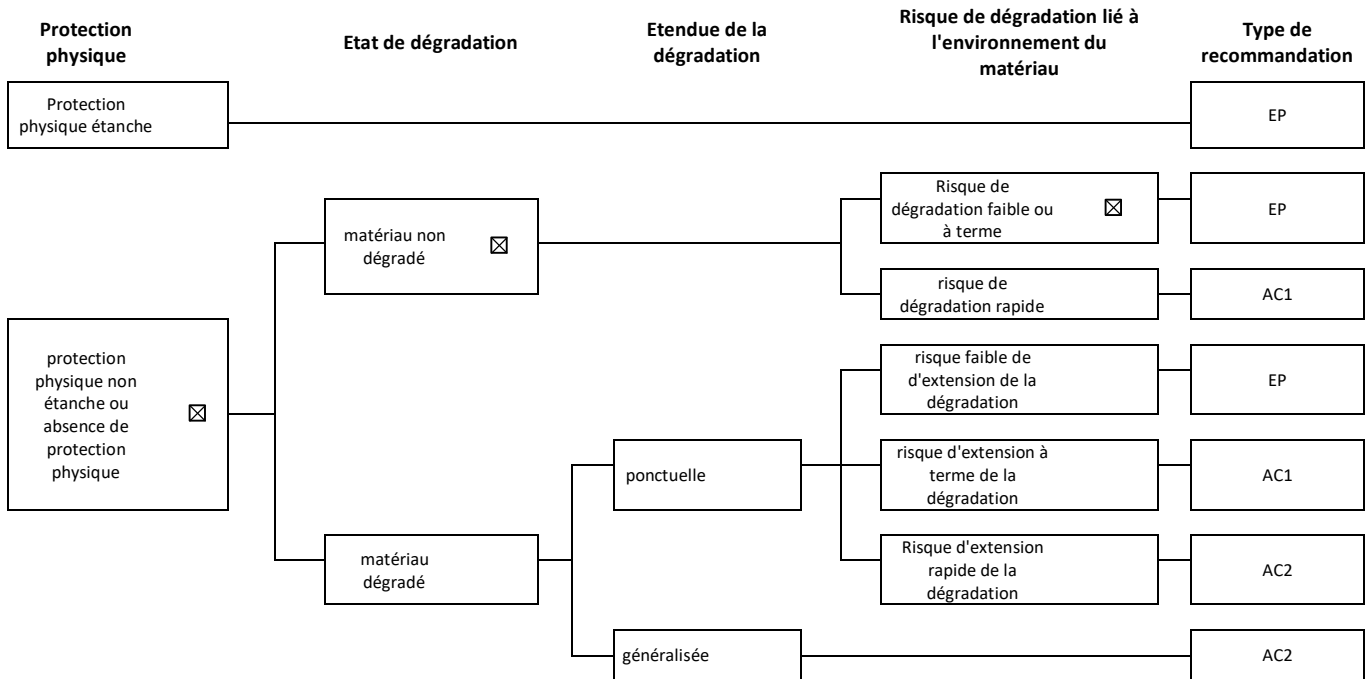 Protection
physique
Etat de dégradation
Etendue de la
dégradation
Risque de dégradation lié à
l'environnement du
matériau
Type de
recommandation
Protection
physique étanche
EP
protection
physique non
étanche ou
absence de
protection
physique
☒
matériau non
dégradé
☒
Risque de
dégradation faible ou
à terme
☒
EP
risque de
dégradation rapide
AC1
matériau
dégradé
ponctuelle
risque faible de
d'extension de la
dégradation
EP
risque d'extension à
terme de la
dégradation
AC1
Risque d'extension
rapide de la
dégradation
AC2
généralisée
AC2